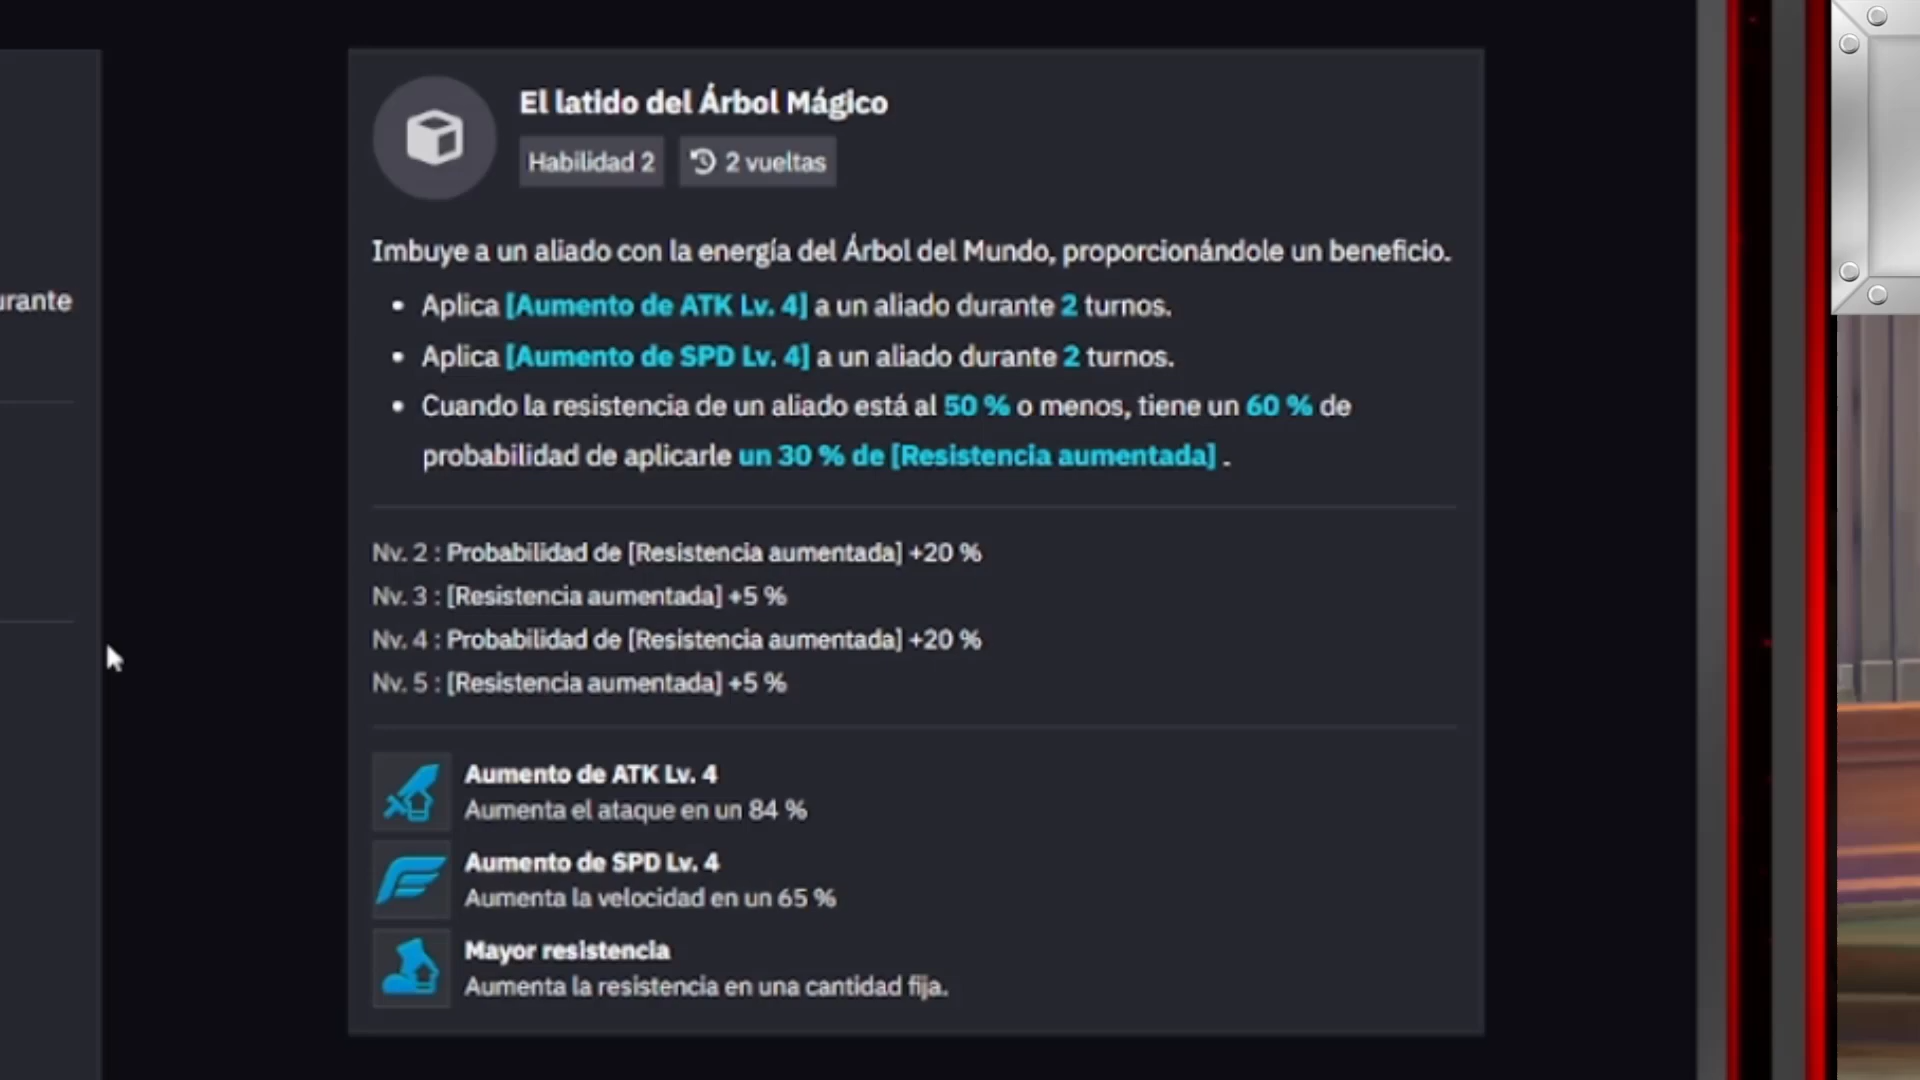 El latido del Árbol Mágico
Habilidad 2
2 vueltas
Imbuye a un aliado con la energía del Árbol del Mundo, proporcionándole un beneficio.
urante
• Aplica [Aumento de ATK Lv. 4] a un aliado durante 2 turnos.
• Aplica [Aumento de SPD Lv. 4] a un aliado durante 2 turnos.
• Cuando la resistencia de un aliado está al 50 % o menos, tiene un 60 % de
probabilidad de aplicarle un 30 % de [Resistencia aumentada] .
Nv. 2 : Probabilidad de [Resistencia aumentada] +20 %
Nv. 3 : [Resistencia aumentada] +5 %
Nv. 4 : Probabilidad de [Resistencia aumentada] +20 %
Nv. 5 : [Resistencia aumentada] +5 %
Aumento de ATK Lv. 4
Aumenta el ataque en un 84 %
Aumento de SPD Lv. 4
Aumenta la velocidad en un 65 %
Mayor resistencia
Aumenta la resistencia en una cantidad fija.